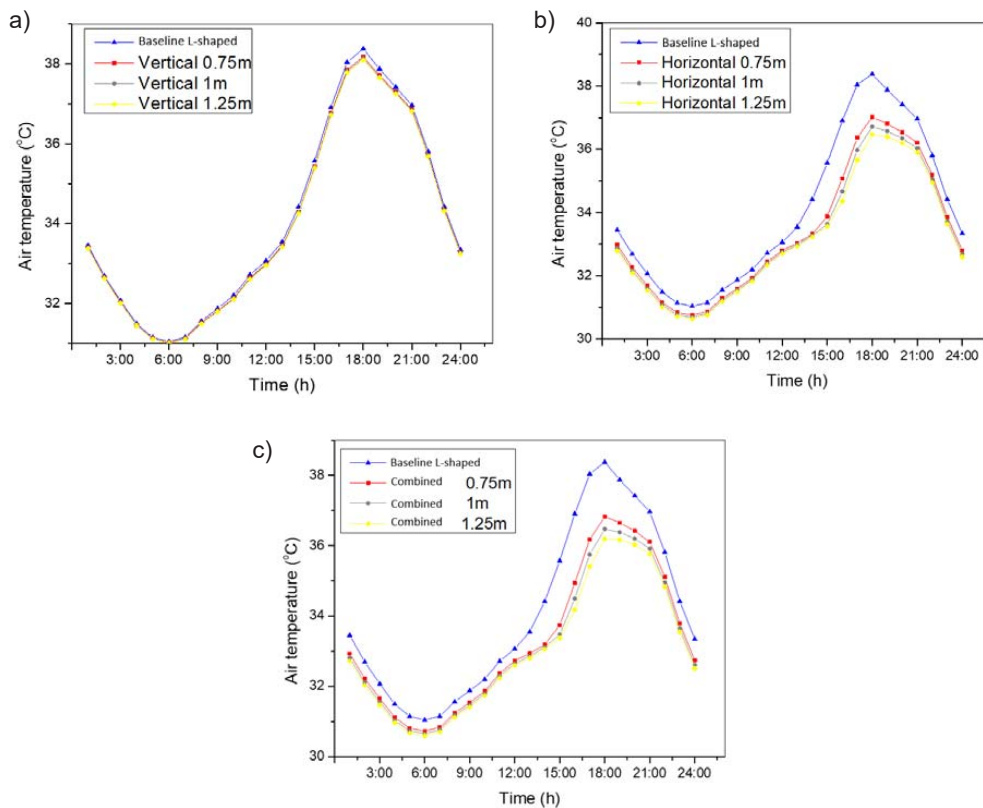 a)
Baseline L-shaped
Vertical 0.75m
Vertical 1m
Vertical 1.25m
38
36
34
32
Air temperature (°C)
3:00 6:00 9:00 12:00 15:00 18:00 21:00 24:00
Time (h)
b)
Baseline L-shaped
Horizontal 0.75m
Horizontal 1m
Horizontal 1.25m
40
38
36
34
32
30
Air temperature (°C)
3:00 6:00 9:00 12:00 15:00 18:00 21:00 24:00
Time (h)
c)
Baseline L-shaped
Combined 0.75m
Combined 1m
Combined 1.25m
38
36
34
32
30
Air temperature (°C)
3:00 6:00 9:00 12:00 15:00 18:00 21:00 24:00
Time (h)